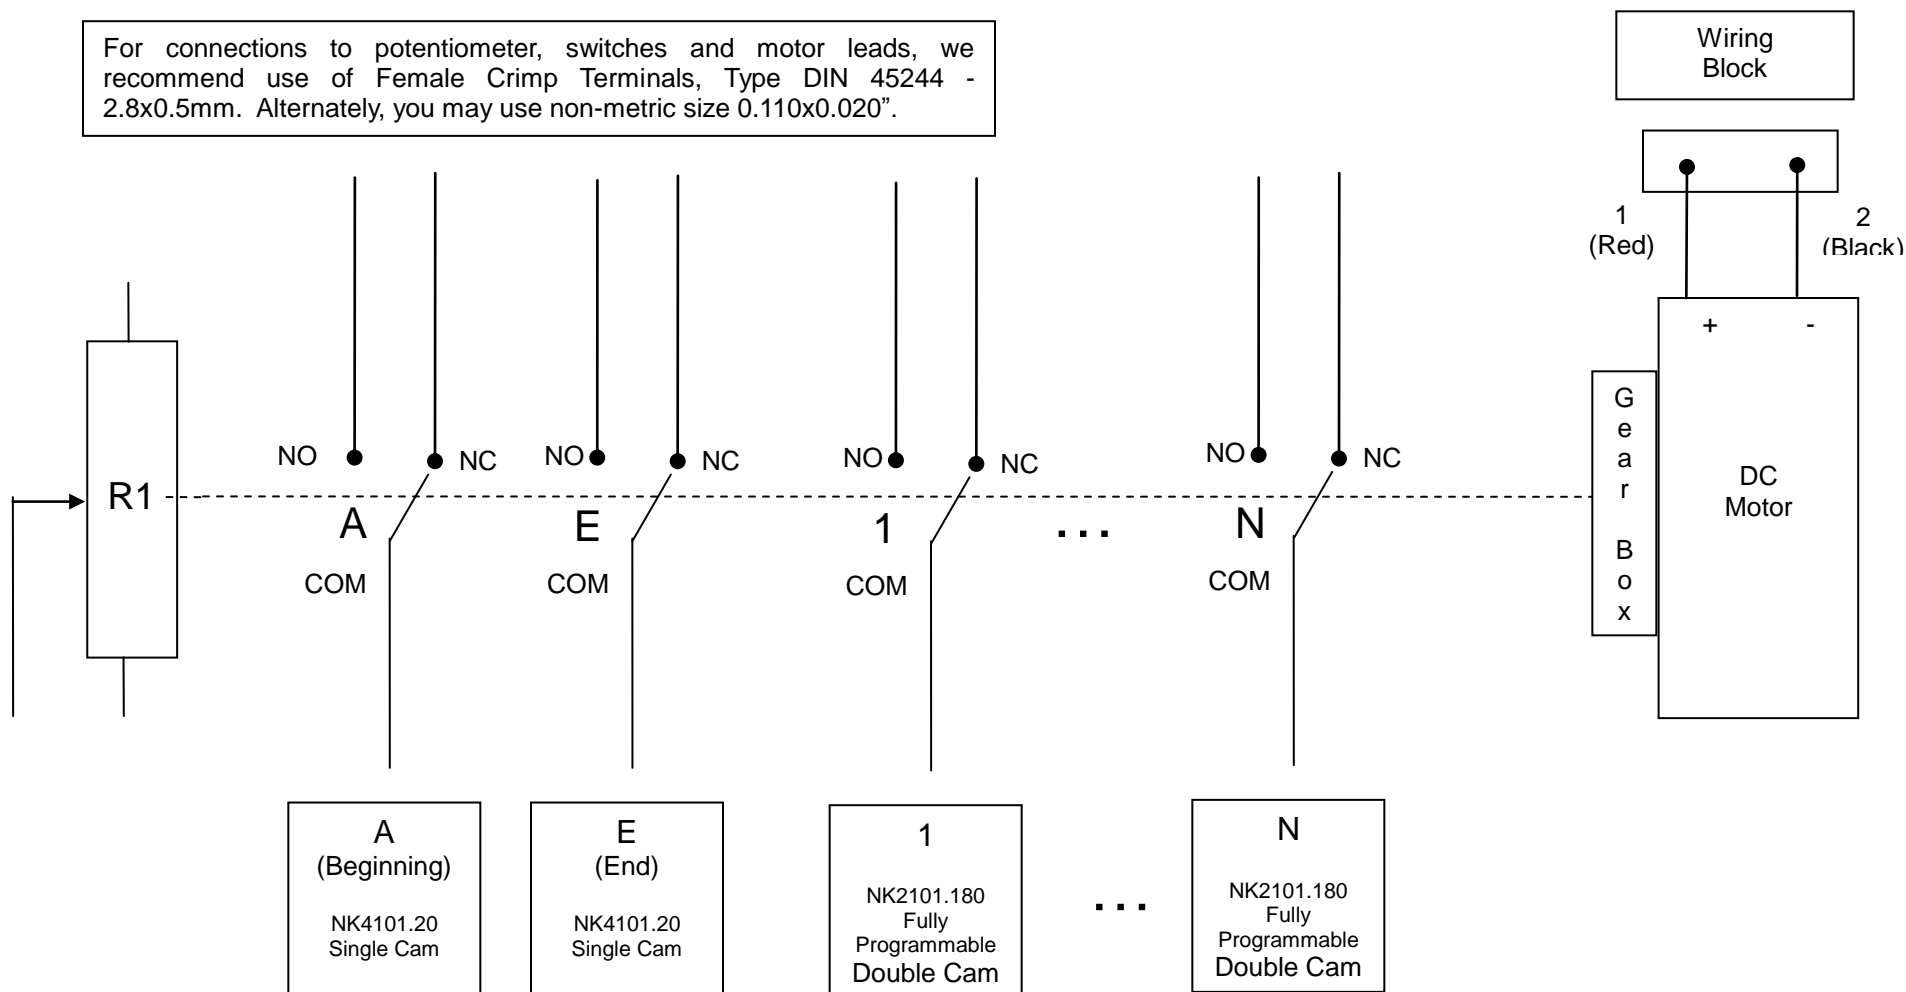 For connections to potentiometer, switches and motor leads, we
recommend use of Female Crimp Terminals, Type DIN 45244 -
2.8x0.5mm. Alternately, you may use non-metric size 0.110x0.020”.
Wiring
Block
1
(Red)
2
(Black)
+ -
G
e
a
r
B
o
x
DC
Motor
R1
NO NC
A
COM
NO NC
E
COM
NO NC
1
COM
...
NO NC
N
COM
A
(Beginning)
NK4101.20
Single Cam
E
(End)
NK4101.20
Single Cam
1
NK2101.180
Fully
Programmable
Double Cam
...
N
NK2101.180
Fully
Programmable
Double Cam